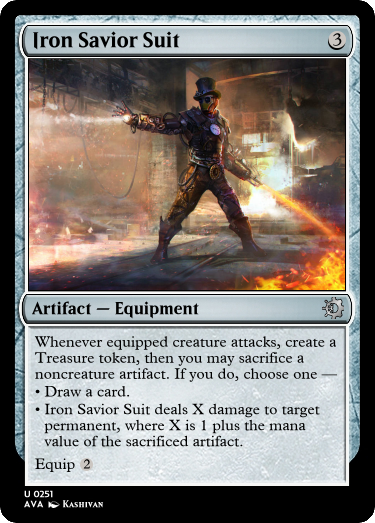 Iron Savior Suit 3
Artifact — Equipment
Whenever equipped creature attacks, create a
Treasure token, then you may sacrifice a
noncreature artifact. If you do, choose one —
• Draw a card.
• Iron Savior Suit deals X damage to target
permanent, where X is 1 plus the mana
value of the sacrificed artifact.
Equip 2
U 0251
AVA Kashivan